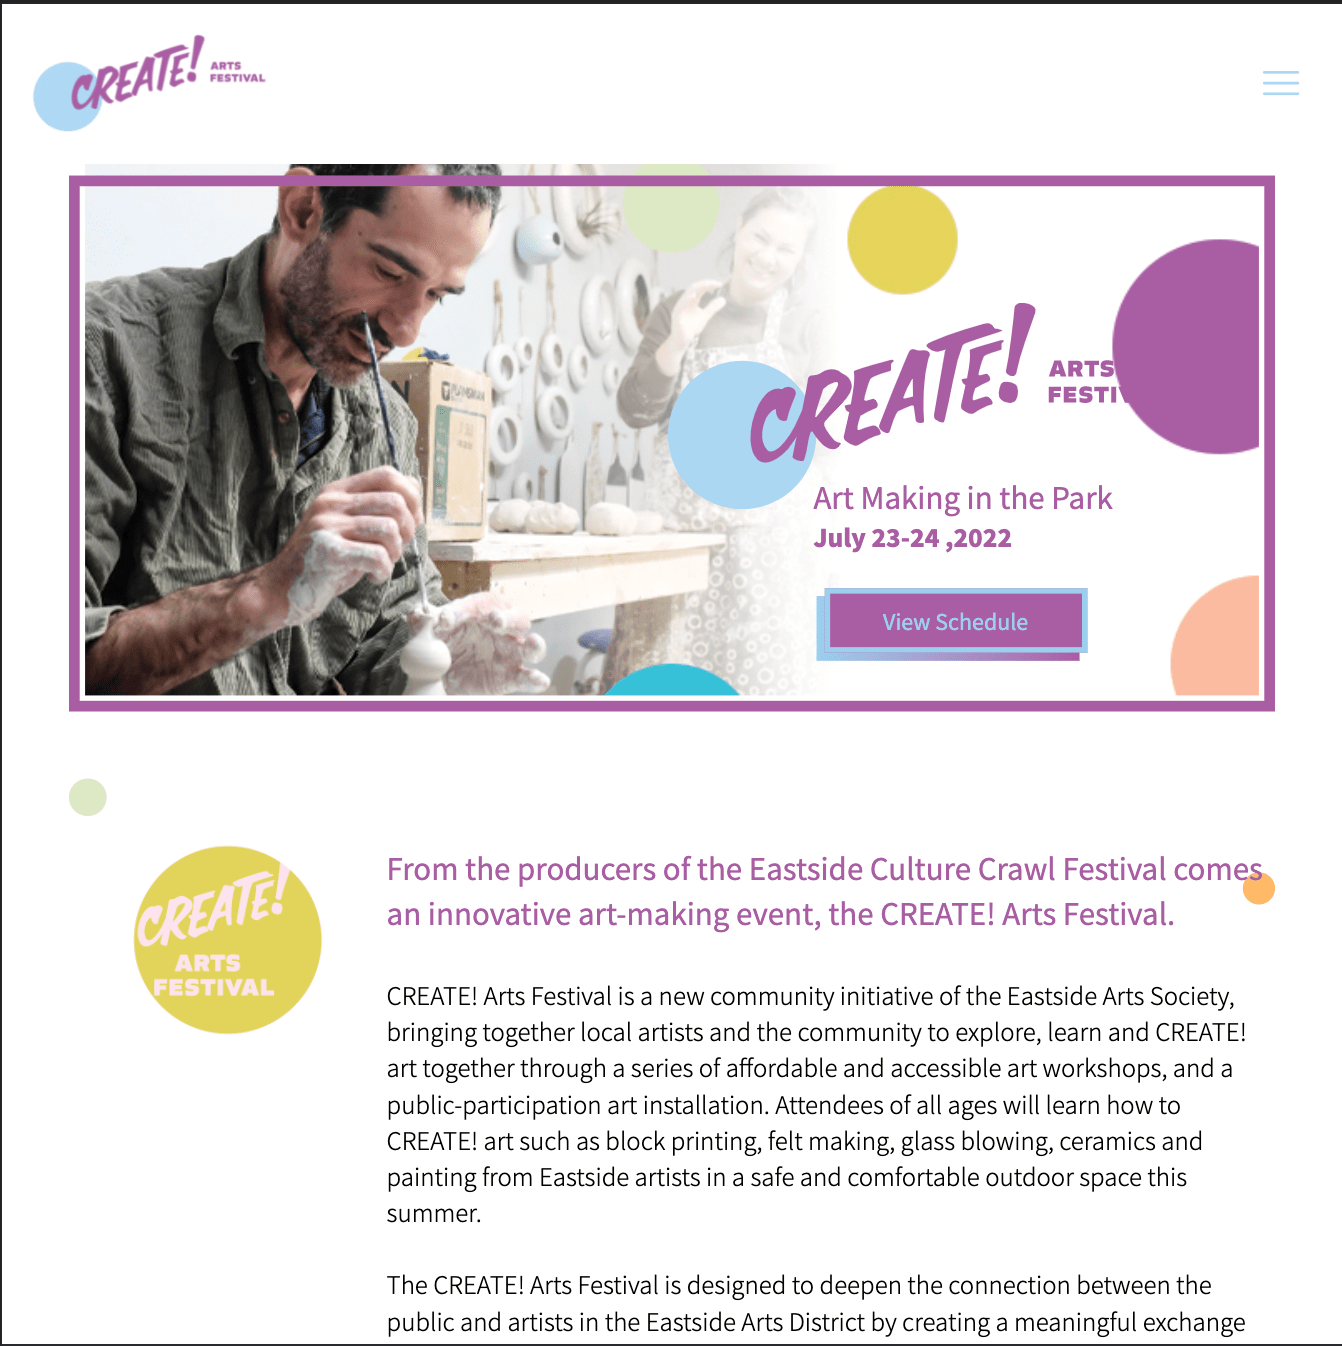 CREATE! ARTS
FESTIVAL
CREATE! ARTS
FESTIV
Art Making in the Park
July 23-24 ,2022
View Schedule
CREATE!
ARTS
FESTIVAL
From the producers of the Eastside Culture Crawl Festival comes
an innovative art-making event, the CREATE! Arts Festival.
CREATE! Arts Festival is a new community initiative of the Eastside Arts Society,
bringing together local artists and the community to explore, learn and CREATE!
art together through a series of affordable and accessible art workshops, and a
public-participation art installation. Attendees of all ages will learn how to
CREATE! art such as block printing, felt making, glass blowing, ceramics and
painting from Eastside artists in a safe and comfortable outdoor space this
summer.
The CREATE! Arts Festival is designed to deepen the connection between the
public and artists in the Eastside Arts District by creating a meaningful exchange